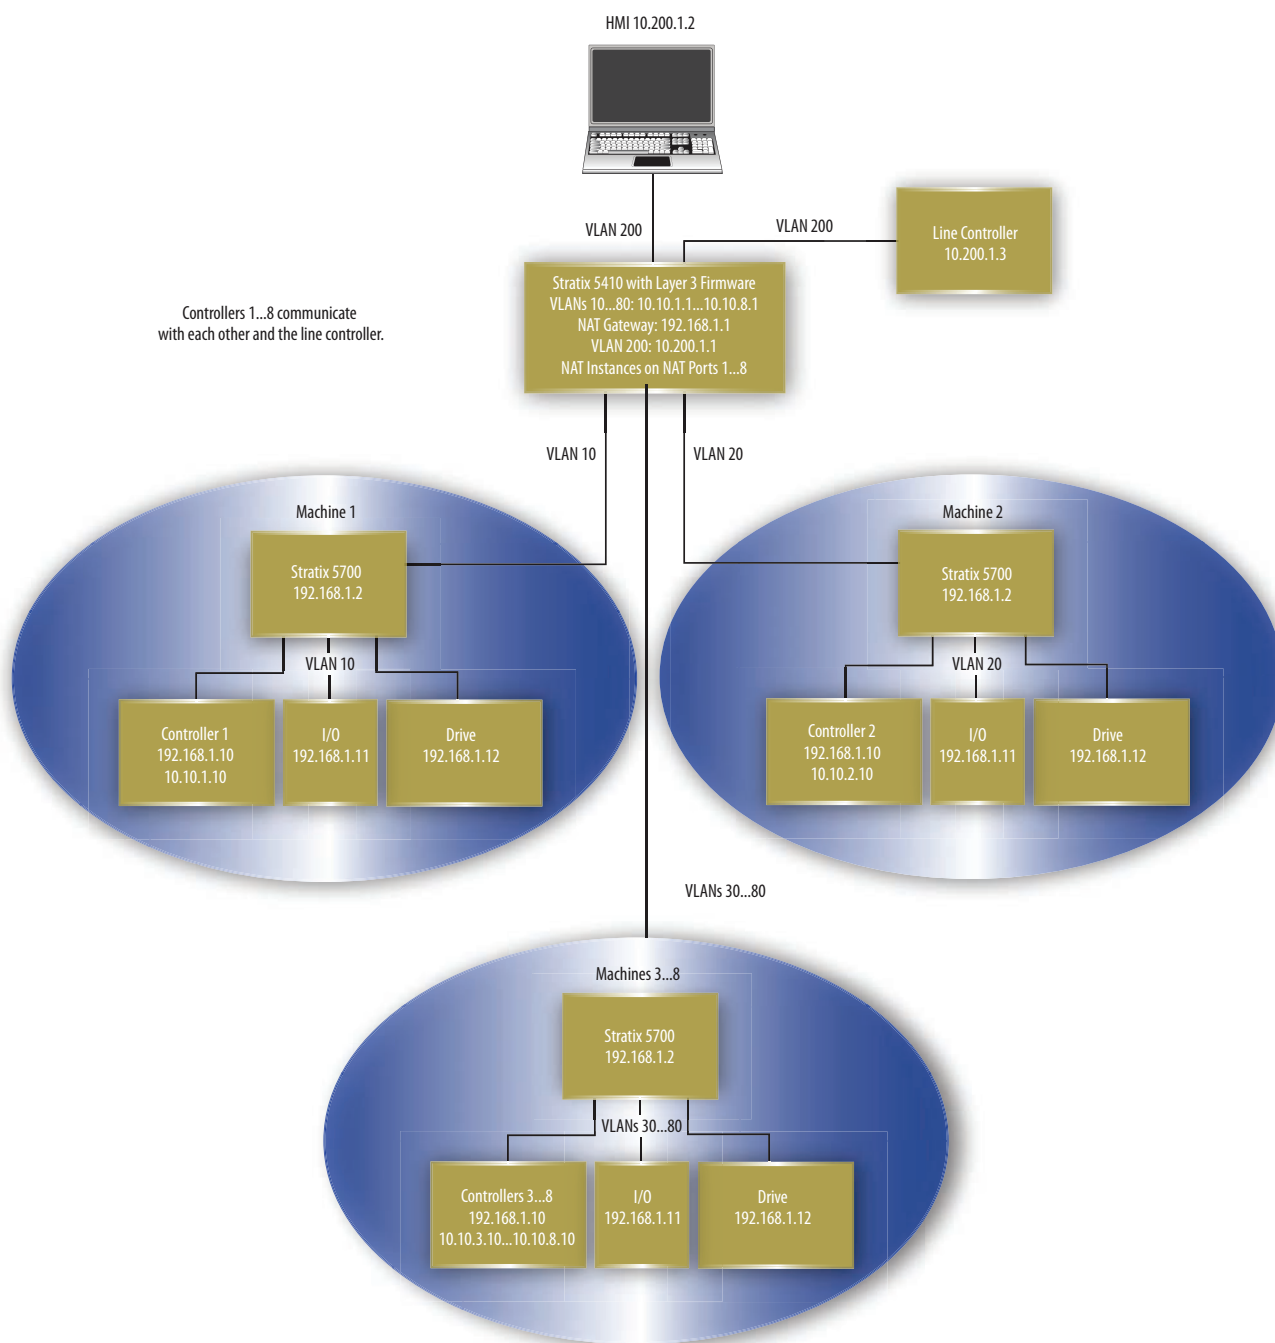 HMI 10.200.1.2
VLAN 200
VLAN 200
Line Controller
10.200.1.3
Stratix 5410 with Layer 3 Firmware
VLANs 10...80: 10.10.1.1...10.10.8.1
NAT Gateway: 192.168.1.1
VLAN 200: 10.200.1.1
NAT Instances on NAT Ports 1...8
Controllers 1...8 communicate
with each other and the line controller.
VLAN 10
VLAN 20
Machine 1
Stratix 5700
192.168.1.2
VLAN 10
Controller 1
192.168.1.10
10.10.1.10
I/O
192.168.1.11
Drive
192.168.1.12
Machine 2
Stratix 5700
192.168.1.2
VLAN 20
Controller 2
192.168.1.10
10.10.2.10
I/O
192.168.1.11
Drive
192.168.1.12
VLANs 30...80
Machines 3...8
Stratix 5700
192.168.1.2
VLANs 30...80
Controllers 3...8
192.168.1.10
10.10.3.10...10.10.8.10
I/O
192.168.1.11
Drive
192.168.1.12